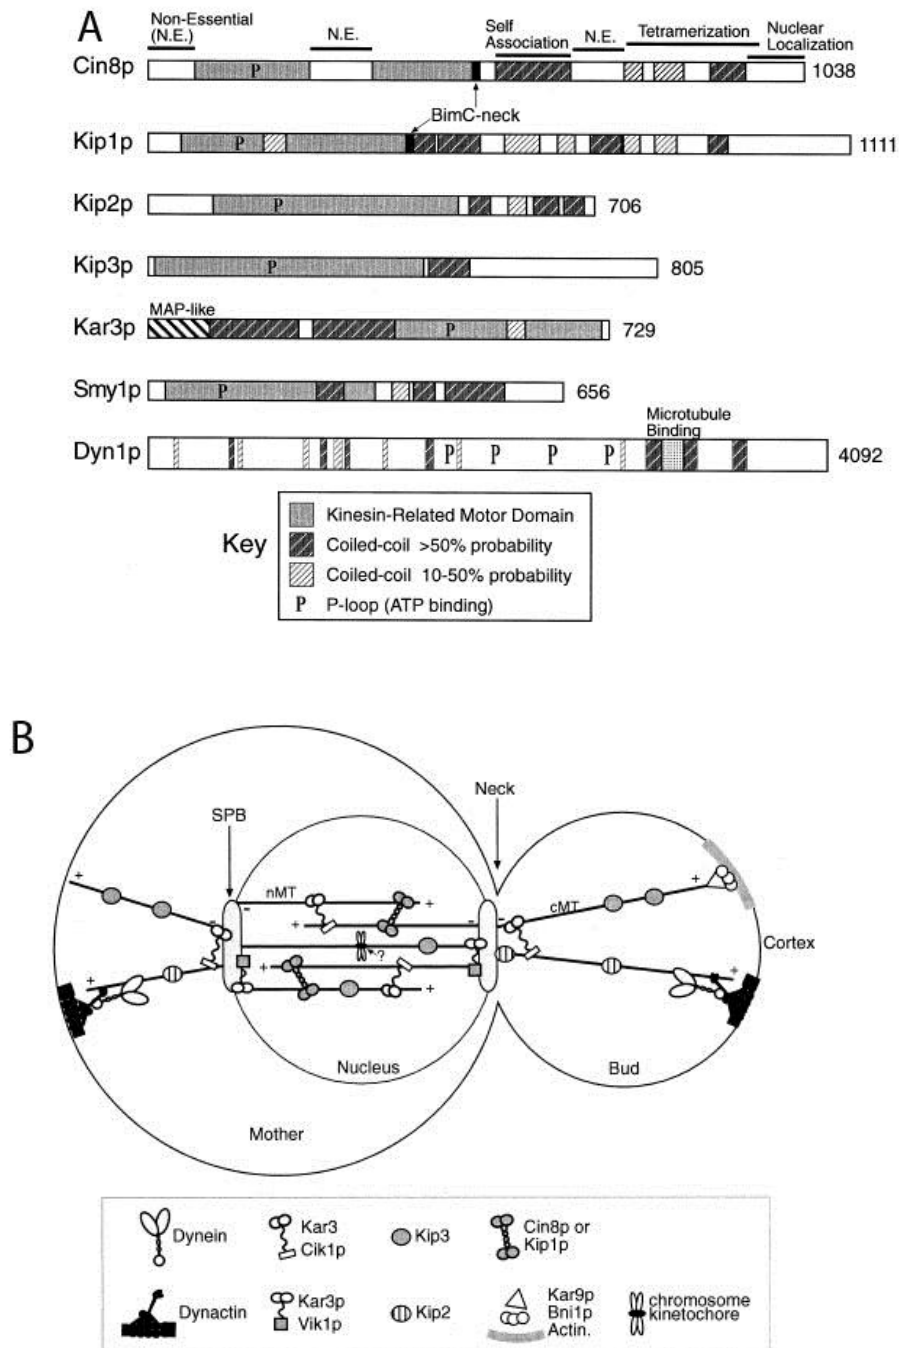 A
Non-Essential
(N.E.)
N.E.
Self
Association
N.E.
Tetramerization
Nuclear
Localization
Cin8p
P
1038
BimC-neck
Kip1p
P
1111
Kip2p
P
706
Kip3p
P
805
MAP-like
Kar3p
P
729
Smy1p
P
656
Microtubule
Binding
Dyn1p
P P P P
4092
Key
Kinesin-Related Motor Domain
Coiled-coil >50% probability
Coiled-coil 10-50% probability
P P-loop (ATP binding)
B
SPB
Neck
+
-
nMT
+
-
-
+
cMT
-
+
Cortex
?
+
+
+
+
Nucleus
Bud
Mother
Dynein
Kar3
Cik1p
Kip3
Cin8p or
Kip1p
Dynactin
Kar3p
Vik1p
Kip2
Kar9p
Bni1p
Actin.
chromosome
kinetochore